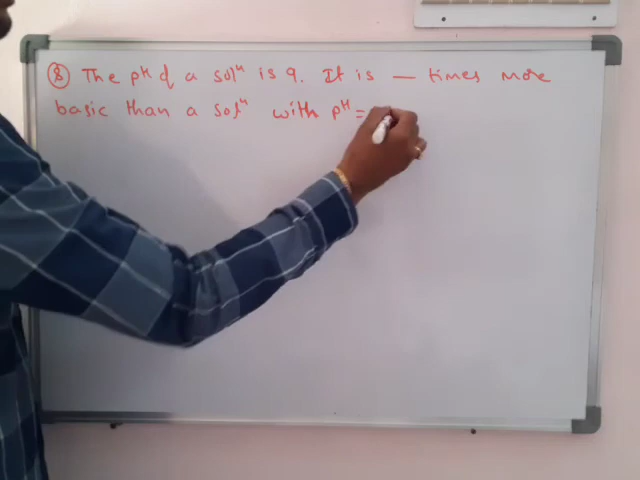 ⑧ The pH of a solⁿ is 9. It is — times more
basic than a solⁿ with pH =